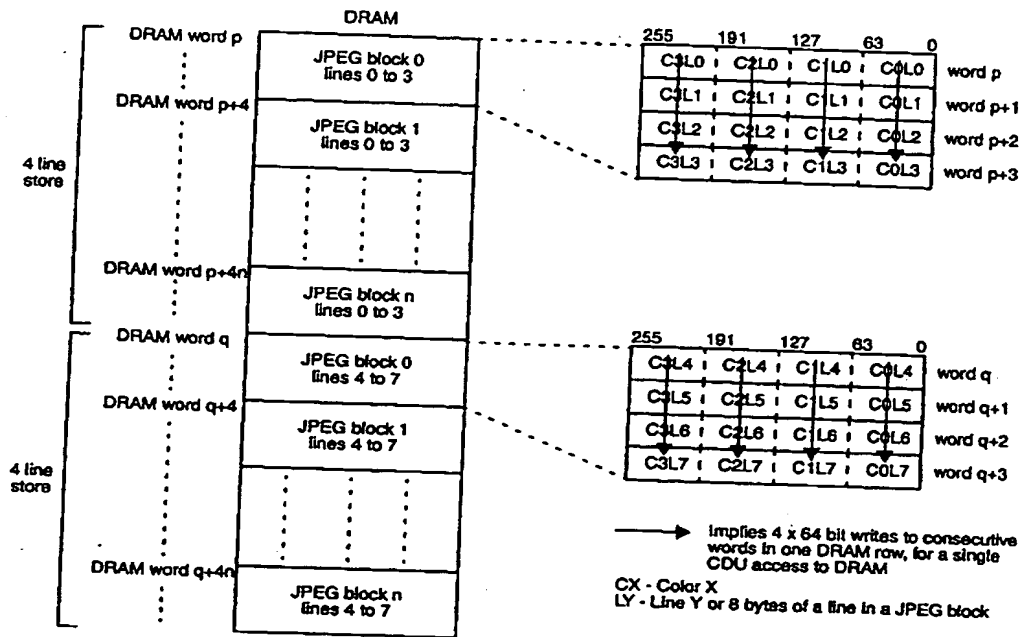 DRAM
DRAM word p
JPEG block 0
lines 0 to 3
DRAM word p+4
JPEG block 1
lines 0 to 3
4 line
store
DRAM word p+4n
JPEG block n
lines 0 to 3
DRAM word q
JPEG block 0
lines 4 to 7
DRAM word q+4
JPEG block 1
lines 4 to 7
4 line
store
DRAM word q+4n
JPEG block n
lines 4 to 7
255 191 127 63 0
C3L0 C2L0 C1L0 C0L0 word p
C3L1 C2L1 C1L1 C0L1 word p+1
C3L2 C2L2 C1L2 C0L2 word p+2
C3L3 C2L3 C1L3 C0L3 word p+3
255 191 127 63 0
C3L4 C2L4 C1L4 C0L4 word q
C3L5 C2L5 C1L5 C0L5 word q+1
C3L6 C2L6 C1L6 C0L6 word q+2
C3L7 C2L7 C1L7 C0L7 word q+3
Implies 4 x 64 bit writes to consecutive
words in one DRAM row, for a single
CDU access to DRAM
CX - Color X
LY - Line Y or 8 bytes of a line in a JPEG block